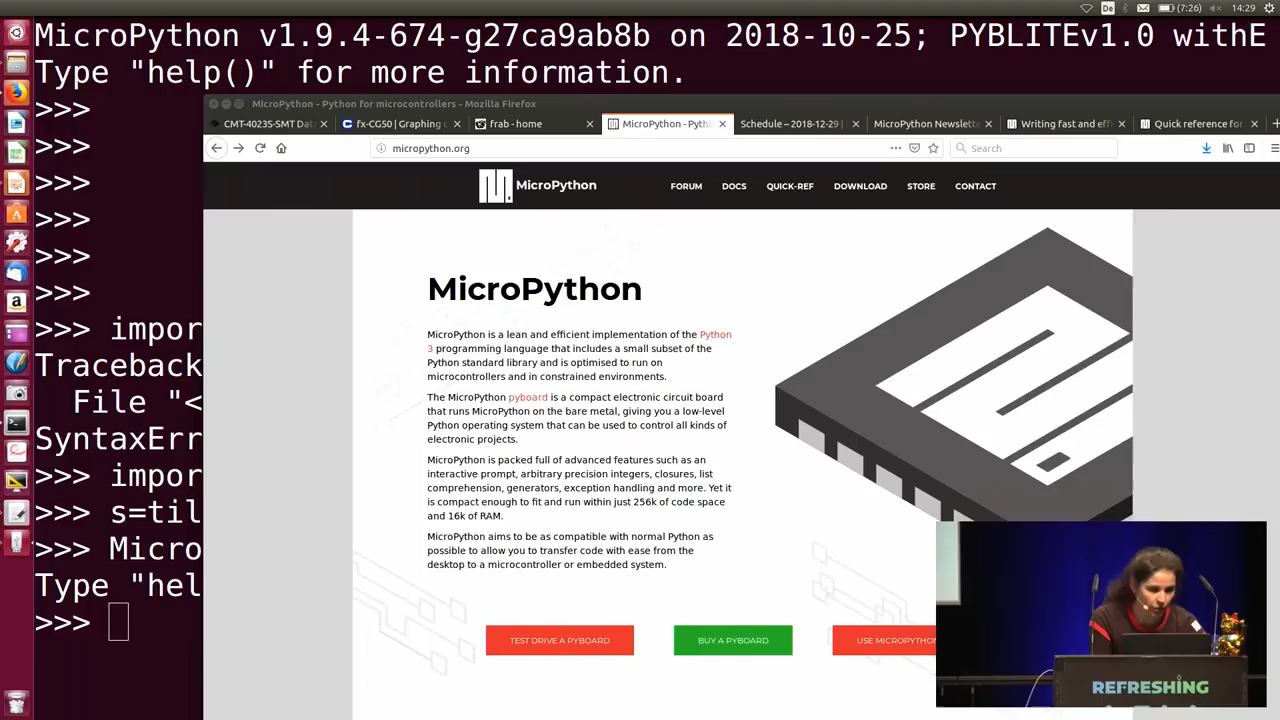 De
(7:26)
14:29
MicroPython v1.9.4-674-g27ca9ab8b on 2018-10-25; PYBLITEv1.0 withE
Type "help()" for more information.
>>>
>>>
>>>
>>>
>>>
>>>
>>> impor
Traceback
File "<
SyntaxErr
>>> impor
>>> s=til
>>> Micro
Type "hel
>>>
MicroPython - Python for microcontrollers - Mozilla Firefox
CMT-4023S-SMT Data
fx-CG50 | Graphing c
frab - home
MicroPython - Pytho
Schedule – 2018-12-29 |
MicroPython Newslette
Writing fast and effi
Quick reference for
micropython.org
Search
MicroPython
FORUM
DOCS
QUICK-REF
DOWNLOAD
STORE
CONTACT
MicroPython
MicroPython is a lean and efficient implementation of the Python
3 programming language that includes a small subset of the
Python standard library and is optimised to run on
microcontrollers and in constrained environments.
The MicroPython pyboard is a compact electronic circuit board
that runs MicroPython on the bare metal, giving you a low-level
Python operating system that can be used to control all kinds of
electronic projects.
MicroPython is packed full of advanced features such as an
interactive prompt, arbitrary precision integers, closures, list
comprehension, generators, exception handling and more. Yet it
is compact enough to fit and run within just 256k of code space
and 16k of RAM.
MicroPython aims to be as compatible with normal Python as
possible to allow you to transfer code with ease from the
desktop to a microcontroller or embedded system.
TEST DRIVE A PYBOARD
BUY A PYBOARD
USE MICROPYTHON
REFRESHING